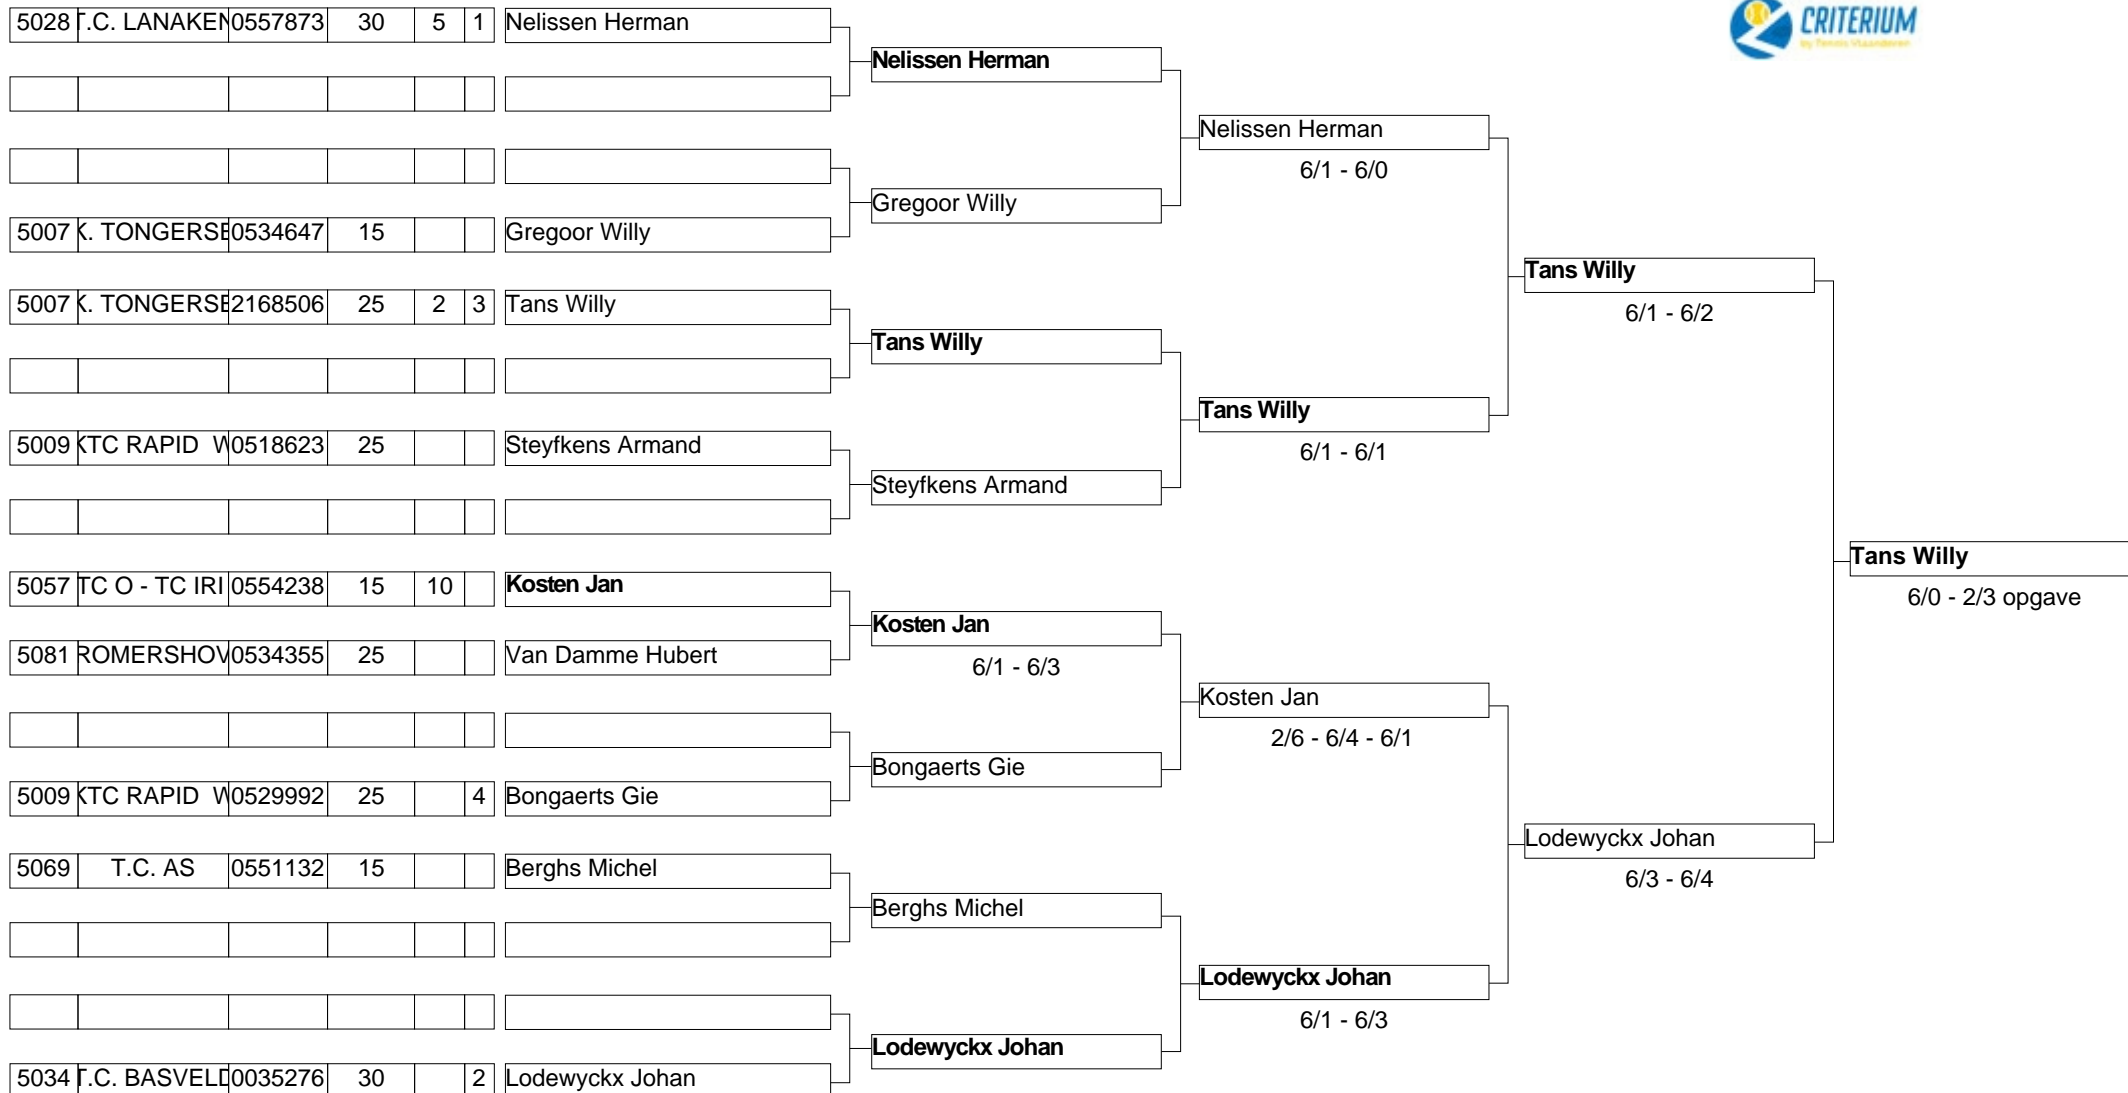 CRITERIUM
by Tennis Vlaanderen
5028 T.C. LANAKEN 0557873 30 5 1 Nelissen Herman
Nelissen Herman
Nelissen Herman
6/1 - 6/0
Gregoor Willy
5007 K. TONGERSE 0534647 15 Gregoor Willy
Tans Willy
6/1 - 6/2
5007 K. TONGERSE 2168506 25 2 3 Tans Willy
Tans Willy
Tans Willy
6/1 - 6/1
5009 KTC RAPID W 0518623 25 Steyfkens Armand
Steyfkens Armand
Tans Willy
6/0 - 2/3 opgave
5057 TC O - TC IRI 0554238 15 10 Kosten Jan
Kosten Jan
6/1 - 6/3
5081 ROMERSHOV 0534355 25 Van Damme Hubert
Kosten Jan
2/6 - 6/4 - 6/1
Bongaerts Gie
5009 KTC RAPID W 0529992 25 4 Bongaerts Gie
Lodewyckx Johan
6/3 - 6/4
5069 T.C. AS 0551132 15 Berghs Michel
Berghs Michel
Lodewyckx Johan
6/1 - 6/3
Lodewyckx Johan
5034 T.C. BASVELD 0035276 30 2 Lodewyckx Johan